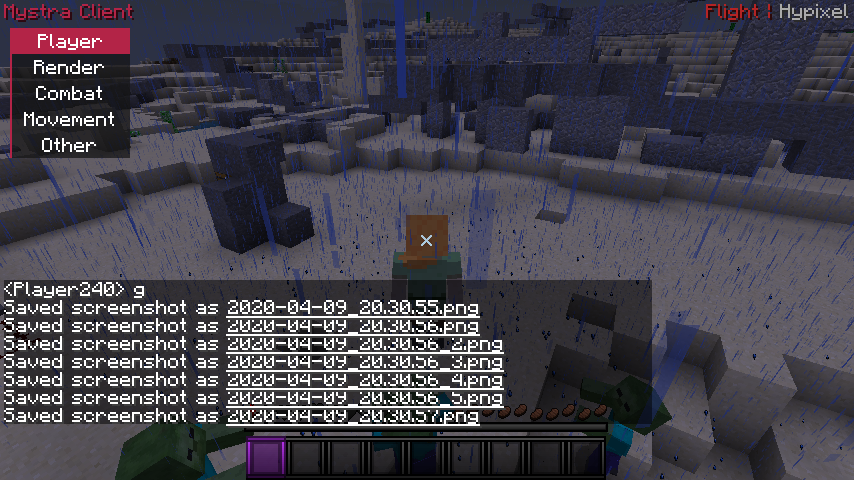 Mystra Client
Flight | Hypixel
Player
Render
Combat
Movement
Other
<Player240> g
Saved screenshot as 2020-04-09_20.30.55.png
Saved screenshot as 2020-04-09_20.30.56.png
Saved screenshot as 2020-04-09_20.30.56_2.png
Saved screenshot as 2020-04-09_20.30.56_3.png
Saved screenshot as 2020-04-09_20.30.56_4.png
Saved screenshot as 2020-04-09_20.30.56_5.png
Saved screenshot as 2020-04-09_20.30.57.png